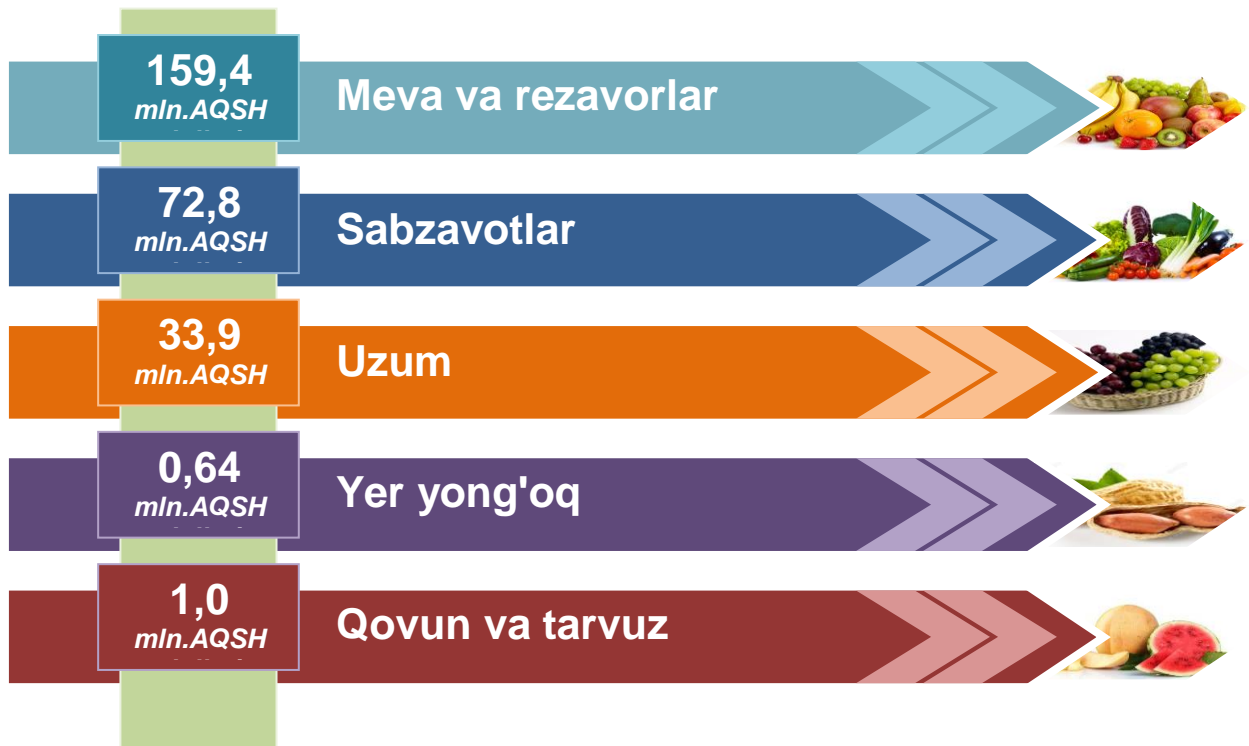 159,4
mln.AQSH
Meva va rezavorlar
72,8
mln.AQSH
Sabzavotlar
33,9
mln.AQSH
Uzum
0,64
mln.AQSH
Yer yong'oq
1,0
mln.AQSH
Qovun va tarvuz